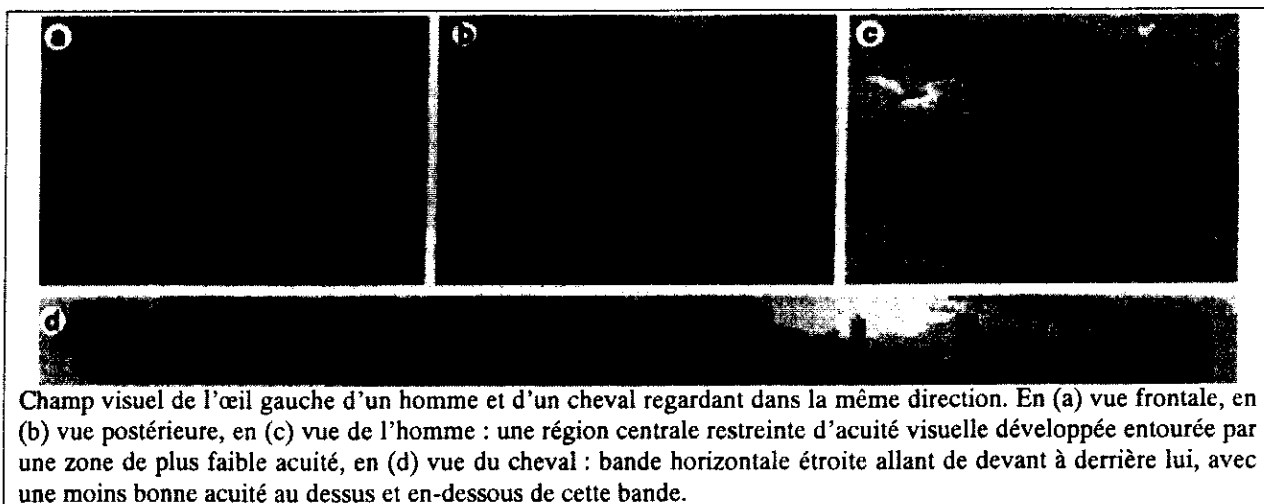 a
b
c
d
Champ visuel de l'œil gauche d'un homme et d'un cheval regardant dans la même direction. En (a) vue frontale, en
(b) vue postérieure, en (c) vue de l'homme : une région centrale restreinte d'acuité visuelle développée entourée par
une zone de plus faible acuité, en (d) vue du cheval : bande horizontale étroite allant de devant à derrière lui, avec
une moins bonne acuité au dessus et en-dessous de cette bande.